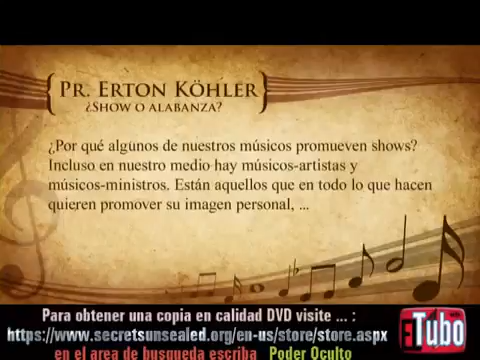 PR. ERTON KÖHLER
¿SHOW O ALABANZA?
¿Por qué algunos de nuestros músicos promueven shows?
Incluso en nuestro medio hay músicos-artistas y
músicos-ministros. Están aquellos que en todo lo que hacen
quieren promover su imagen personal, ...
Para obtener una copia en calidad DVD visite ... :
https://www.secretsunsealed.org/en-us/store/store.aspx
en el area de busqueda escriba Poder Oculto
FTubo